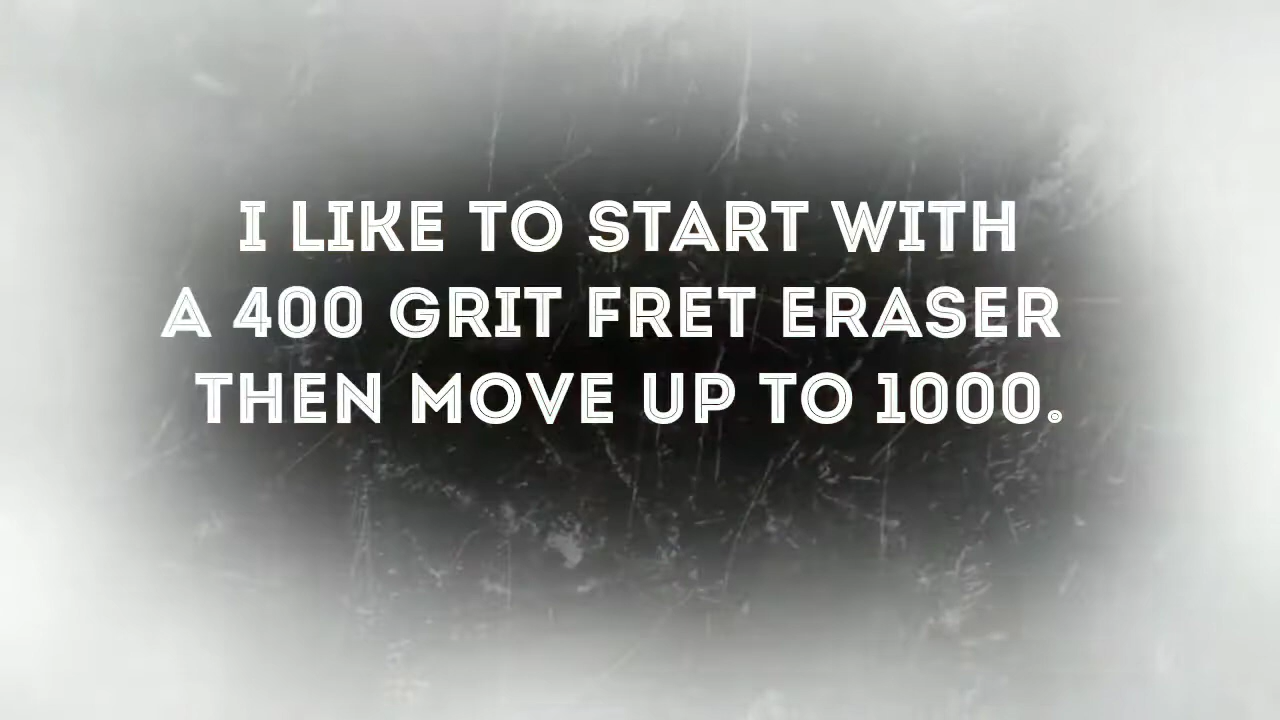 I LIKE TO START WITH
A 400 GRIT FRET ERASER
THEN MOVE UP TO 1000.